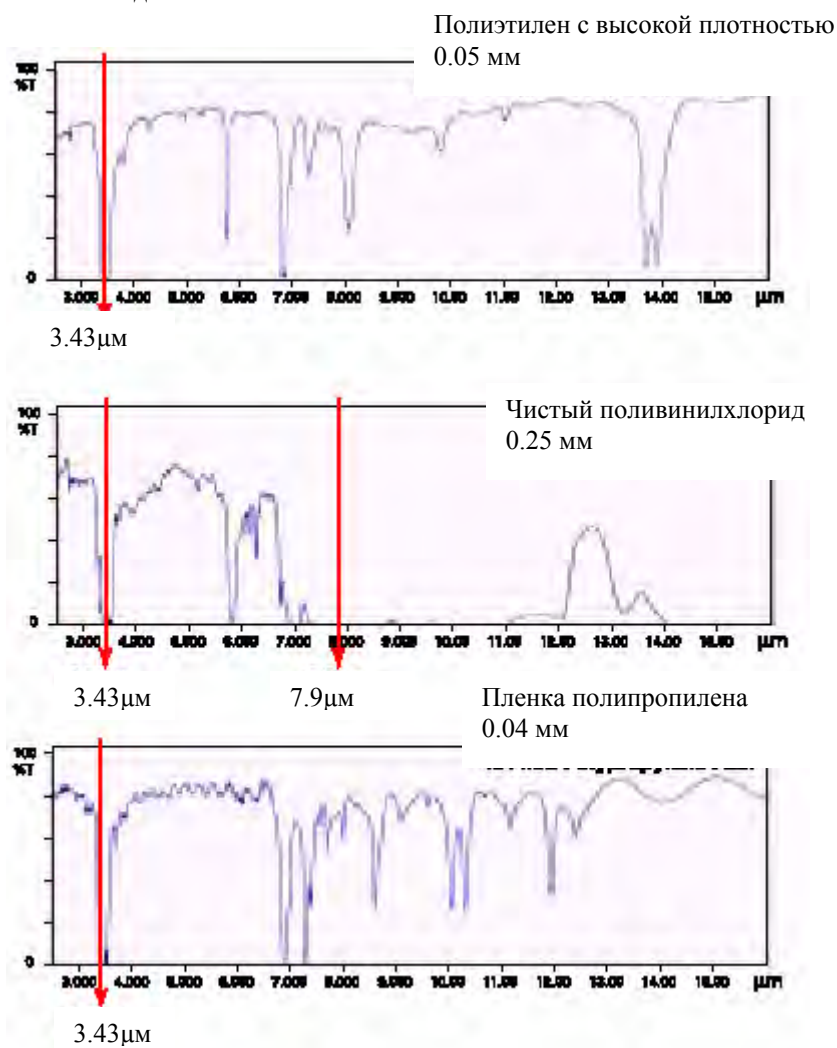 Полиэтилен с высокой плотностью
0.05 мм
100
%T
0
3.000 4.000 5.000 6.000 7.000 8.000 9.000 10.00 11.00 12.00 13.00 14.00 15.00 μm
3.43μм
Чистый поливинилхлорид
0.25 мм
100
%T
0
3.000 4.000 5.000 6.000 7.000 8.000 9.000 10.00 11.00 12.00 13.00 14.00 15.00 μm
3.43μм 7.9μм
Пленка полипропилена
0.04 мм
100
%T
0
3.000 4.000 5.000 6.000 7.000 8.000 9.000 10.00 11.00 12.00 13.00 14.00 15.00 μm
3.43μм